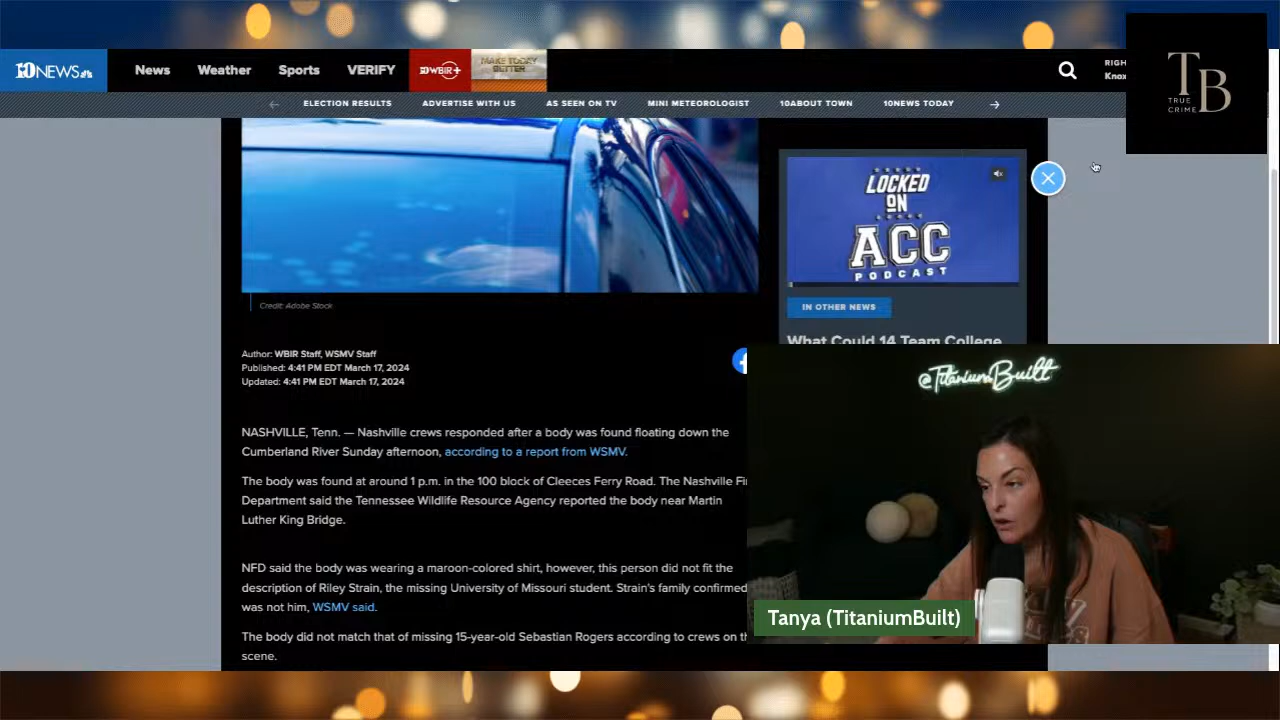 10NEWS
News
Weather
Sports
VERIFY
10WBIR+
MAKE TODAY
BETTER
RIGH
Knox
TB
TRUE
CRIME
ELECTION RESULTS
ADVERTISE WITH US
AS SEEN ON TV
MINI METEOROLOGIST
10ABOUT TOWN
10NEWS TODAY
LOCKED
ON
ACC
PODCAST
IN OTHER NEWS
What Could 14 Team College
Credit: Adobe Stock
Author: WBIR Staff, WSMV Staff
Published: 4:41 PM EDT March 17, 2024
Updated: 4:41 PM EDT March 17, 2024
NASHVILLE, Tenn. — Nashville crews responded after a body was found floating down the
Cumberland River Sunday afternoon, according to a report from WSMV.
The body was found at around 1 p.m. in the 100 block of Cleeces Ferry Road. The Nashville Fi
Department said the Tennessee Wildlife Resource Agency reported the body near Martin
Luther King Bridge.
NFD said the body was wearing a maroon-colored shirt, however, this person did not fit the
description of Riley Strain, the missing University of Missouri student. Strain's family confirmed
was not him, WSMV said.
The body did not match that of missing 15-year-old Sebastian Rogers according to crews on th
scene.
@TitaniumBuilt
Tanya (TitaniumBuilt)